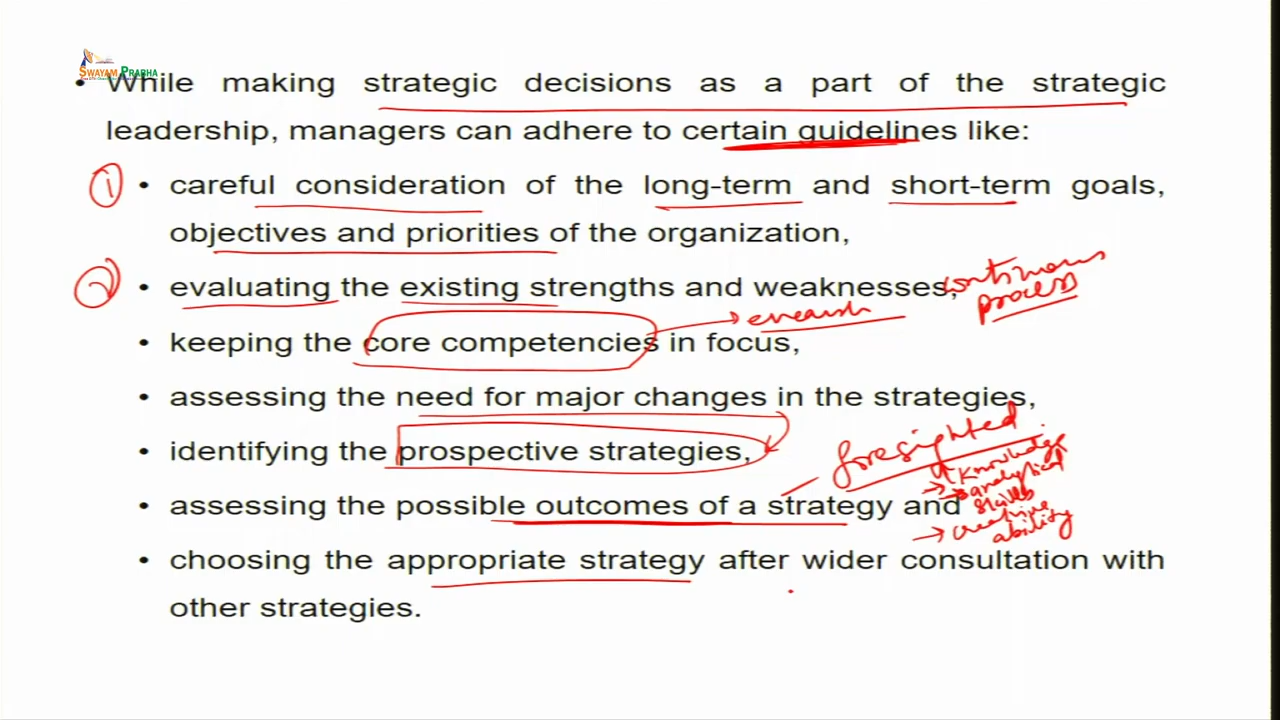 SWAYAM PRABHA
• While making strategic decisions as a part of the strategic
leadership, managers can adhere to certain guidelines like:
① • careful consideration of the long-term and short-term goals,
objectives and priorities of the organization,
② • evaluating the existing strengths and weaknesses, continuous
process
• keeping the core competencies in focus,
• assessing the need for major changes in the strategies,
• identifying the prospective strategies, foresighted
→ Knowledge
→ analytical
skills
• assessing the possible outcomes of a strategy and
→ creative
ability
• choosing the appropriate strategy after wider consultation with
other strategies.